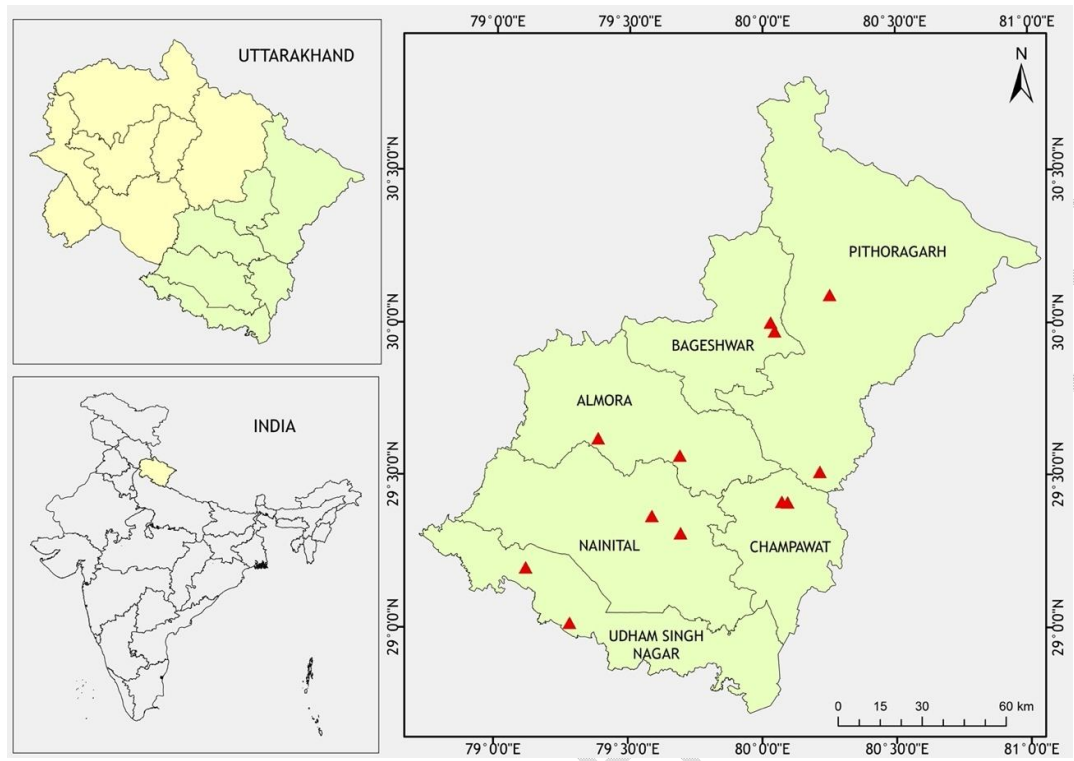 UTTARAKHAND
INDIA
79°0'0"E 79°30'0"E 80°0'0"E 80°30'0"E 81°0'0"E
N
30°30'0"N 30°30'0"N
PITHORAGARH
30°0'0"N 30°0'0"N
BAGESHWAR
ALMORA
29°30'0"N 29°30'0"N
NAINITAL
CHAMPAWAT
29°0'0"N 29°0'0"N
UDHAM SINGH
NAGAR
0 15 30 60 km
79°0'0"E 79°30'0"E 80°0'0"E 80°30'0"E 81°0'0"E